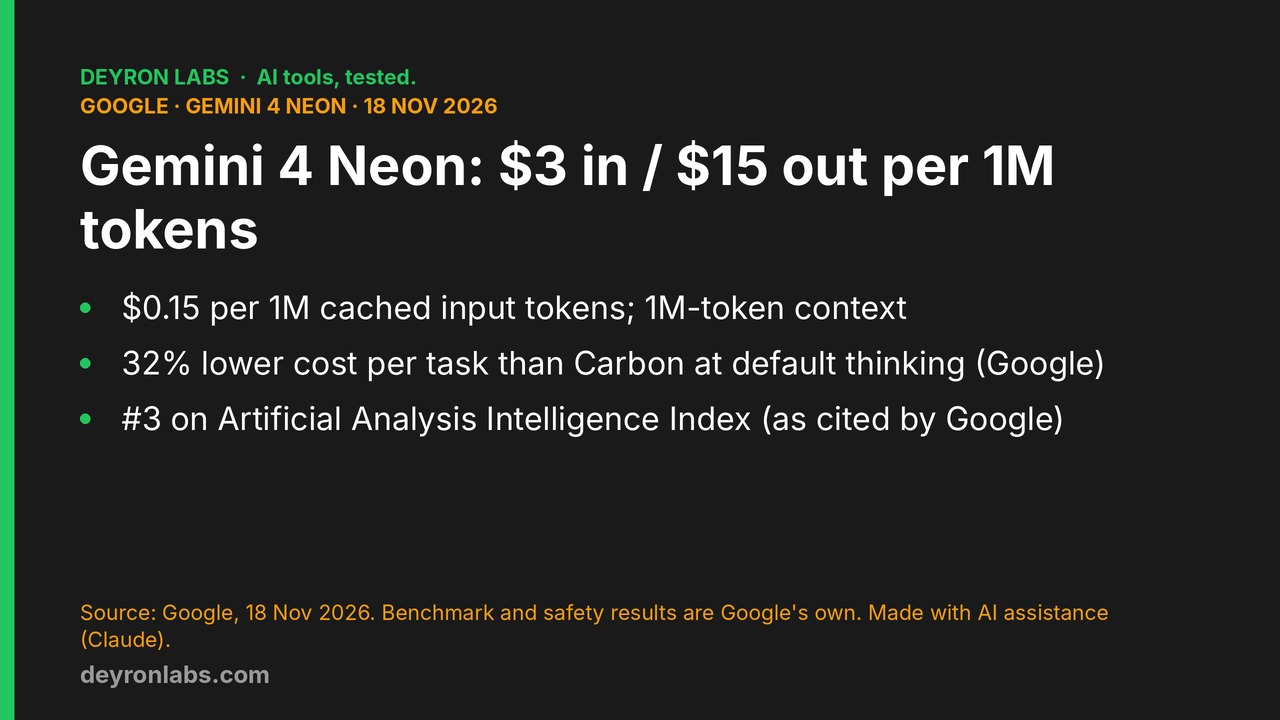 DEYRON LABS · AI tools, tested.
GOOGLE · GEMINI 4 NEON · 18 NOV 2026
Gemini 4 Neon: $3 in / $15 out per 1M
tokens
• $0.15 per 1M cached input tokens; 1M-token context
• 32% lower cost per task than Carbon at default thinking (Google)
• #3 on Artificial Analysis Intelligence Index (as cited by Google)
Source: Google, 18 Nov 2026. Benchmark and safety results are Google's own. Made with AI assistance
(Claude).
deyronlabs.com